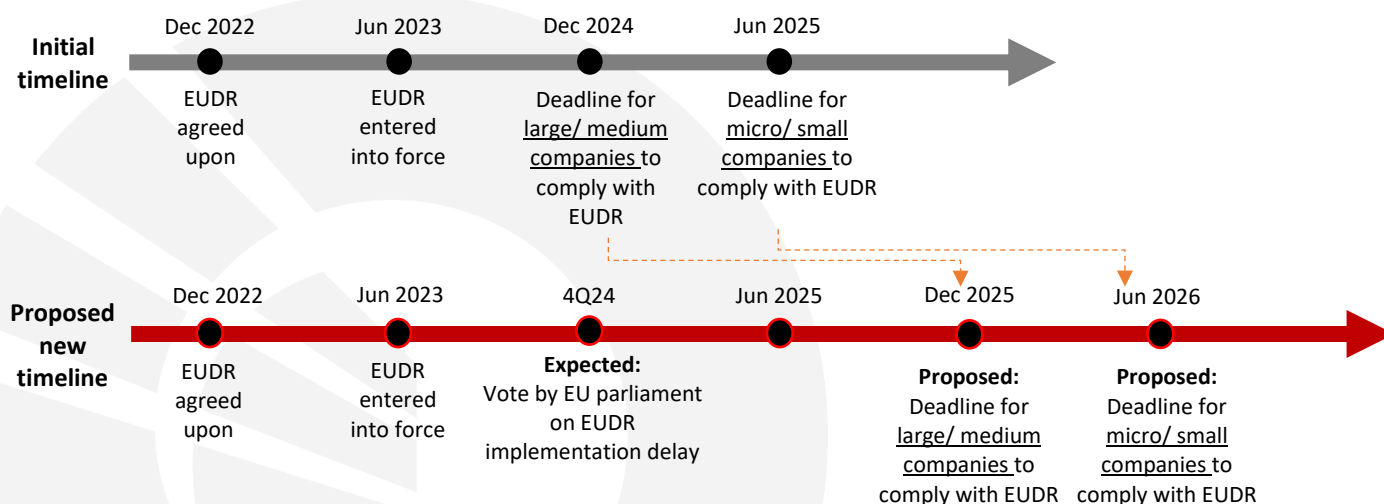 Initial
timeline
Dec 2022
Jun 2023
Dec 2024
Jun 2025
EUDR
agreed
upon
EUDR
entered
into force
Deadline for
large/ medium
companies to
comply with
EUDR
Deadline for
micro/ small
companies to
comply with EUDR
Proposed
new
timeline
Dec 2022
Jun 2023
4Q24
Jun 2025
Dec 2025
Jun 2026
EUDR
agreed
upon
EUDR
entered
into force
Expected:
Vote by EU parliament
on EUDR
implementation delay
Proposed:
Deadline for
large/ medium
companies to
comply with EUDR
Proposed:
Deadline for
micro/ small
companies to
comply with EUDR